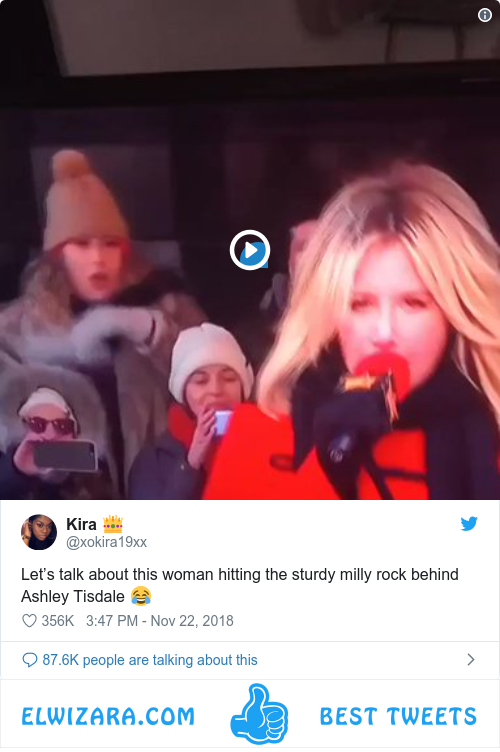 Kira 👑
@xokira19xx
Let’s talk about this woman hitting the sturdy milly rock behind
Ashley Tisdale 😂
356K 3:47 PM - Nov 22, 2018
87.6K people are talking about this
ELWIZARA.COM BEST TWEETS